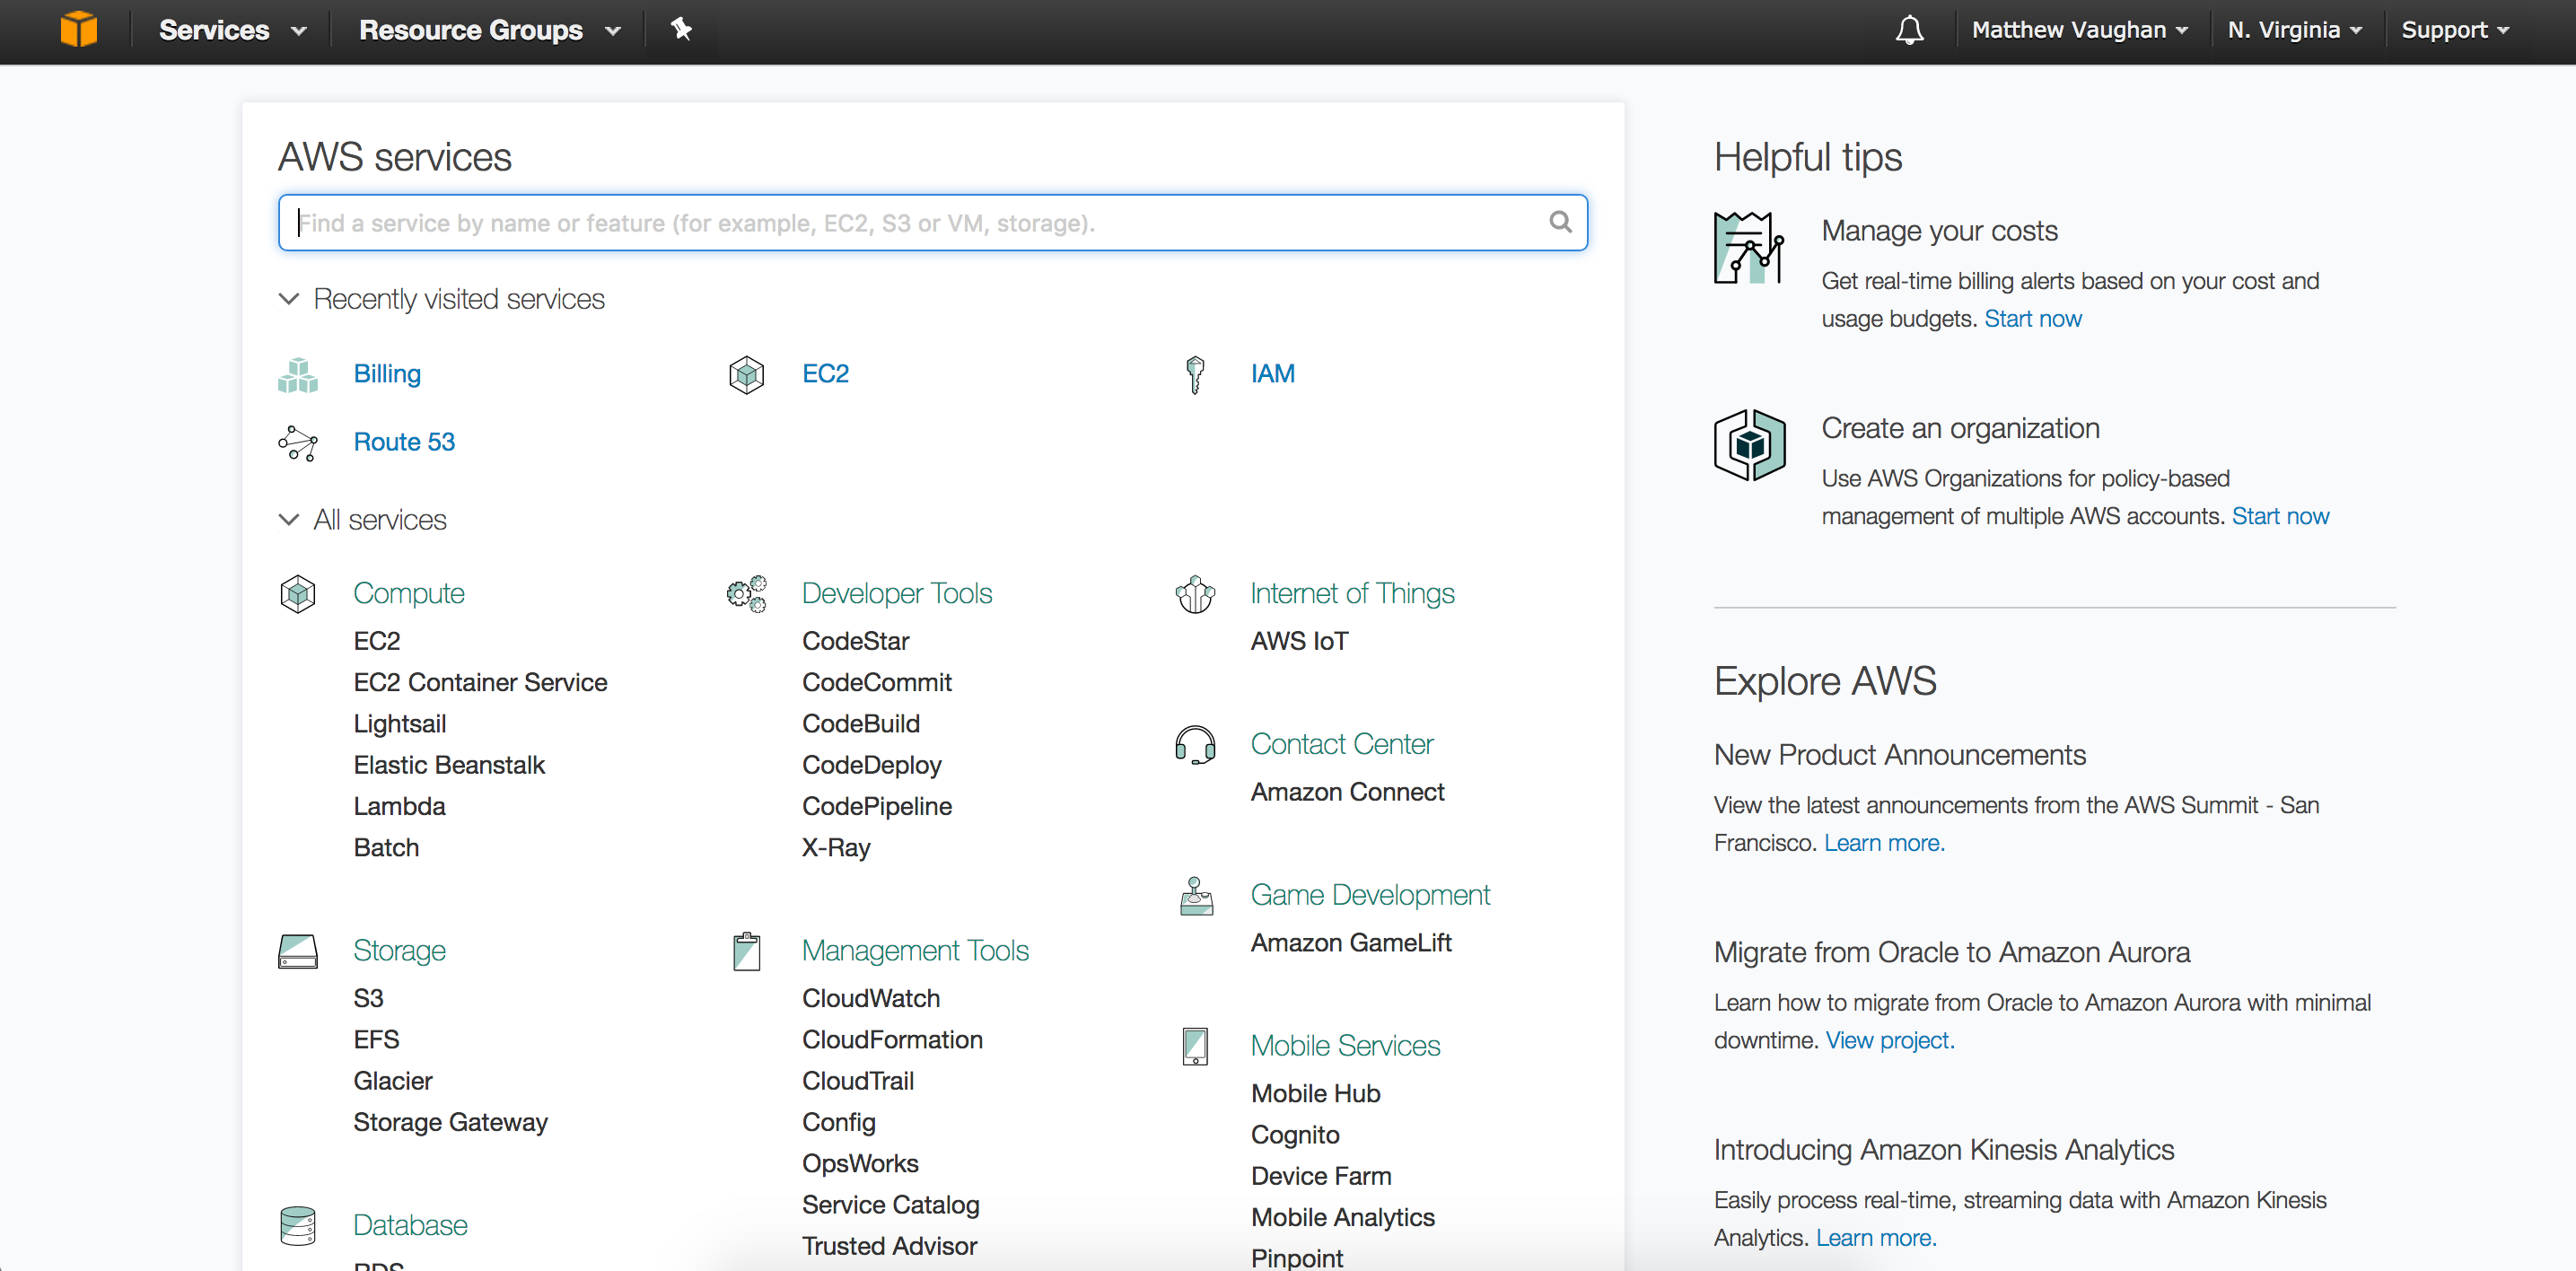 Services
Resource Groups
Matthew Vaughan
N. Virginia
Support
AWS services
Find a service by name or feature (for example, EC2, S3 or VM, storage).
Recently visited services
Billing
EC2
IAM
Route 53
All services
Compute
EC2
EC2 Container Service
Lightsail
Elastic Beanstalk
Lambda
Batch
Storage
S3
EFS
Glacier
Storage Gateway
Database
RDS
Developer Tools
CodeStar
CodeCommit
CodeBuild
CodeDeploy
CodePipeline
X-Ray
Management Tools
CloudWatch
CloudFormation
CloudTrail
Config
OpsWorks
Service Catalog
Trusted Advisor
Internet of Things
AWS IoT
Contact Center
Amazon Connect
Game Development
Amazon GameLift
Mobile Services
Mobile Hub
Cognito
Device Farm
Mobile Analytics
Pinpoint
Helpful tips
Manage your costs
Get real-time billing alerts based on your cost and
usage budgets. Start now
Create an organization
Use AWS Organizations for policy-based
management of multiple AWS accounts. Start now
Explore AWS
New Product Announcements
View the latest announcements from the AWS Summit - San
Francisco. Learn more.
Migrate from Oracle to Amazon Aurora
Learn how to migrate from Oracle to Amazon Aurora with minimal
downtime. View project.
Introducing Amazon Kinesis Analytics
Easily process real-time, streaming data with Amazon Kinesis
Analytics. Learn more.